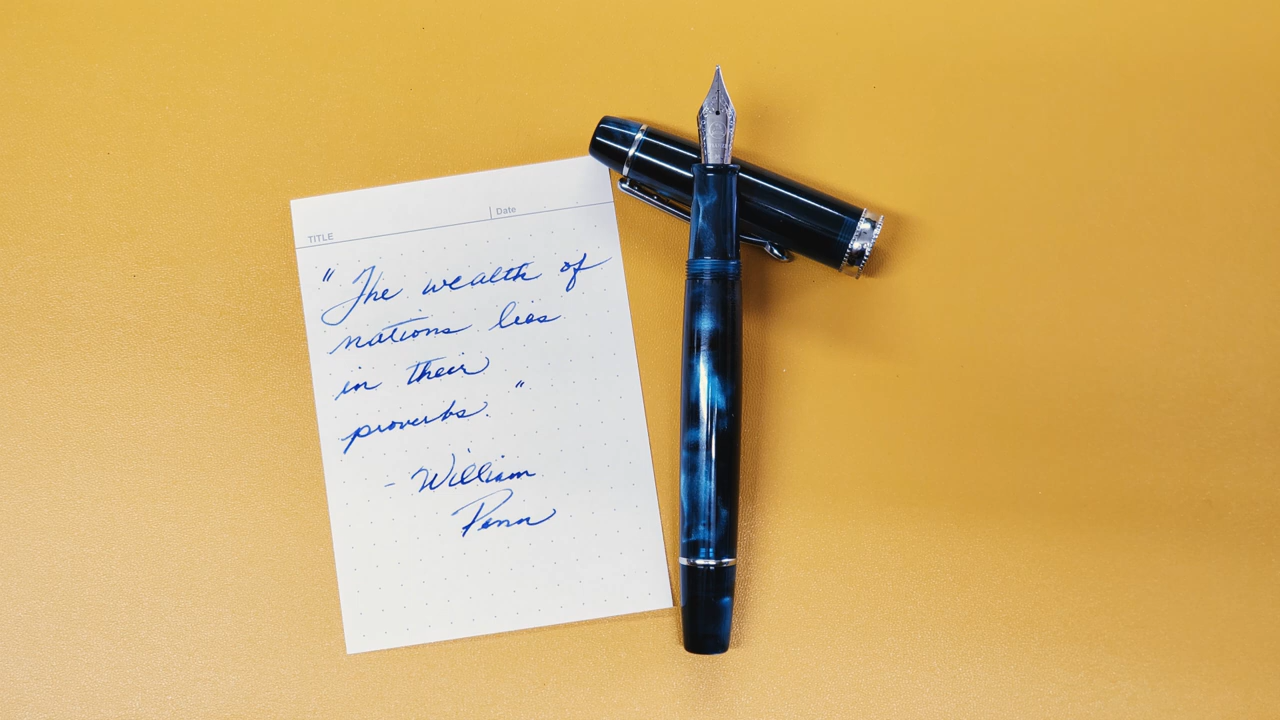 TITLE
Date
"The wealth of
nations lies
in their
proverbs."
- William
Penn